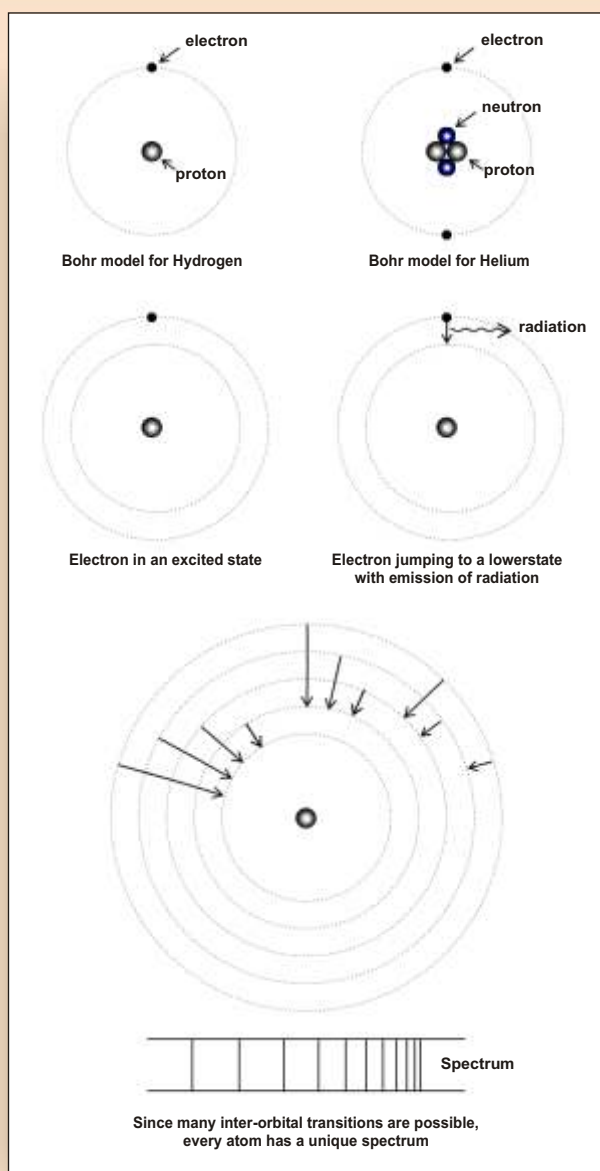 electron
electron
neutron
proton
proton
Bohr model for Hydrogen
Bohr model for Helium
radiation
Electron in an excited state
Electron jumping to a lowerstate
with emission of radiation
Spectrum
Since many inter-orbital transitions are possible,
every atom has a unique spectrum